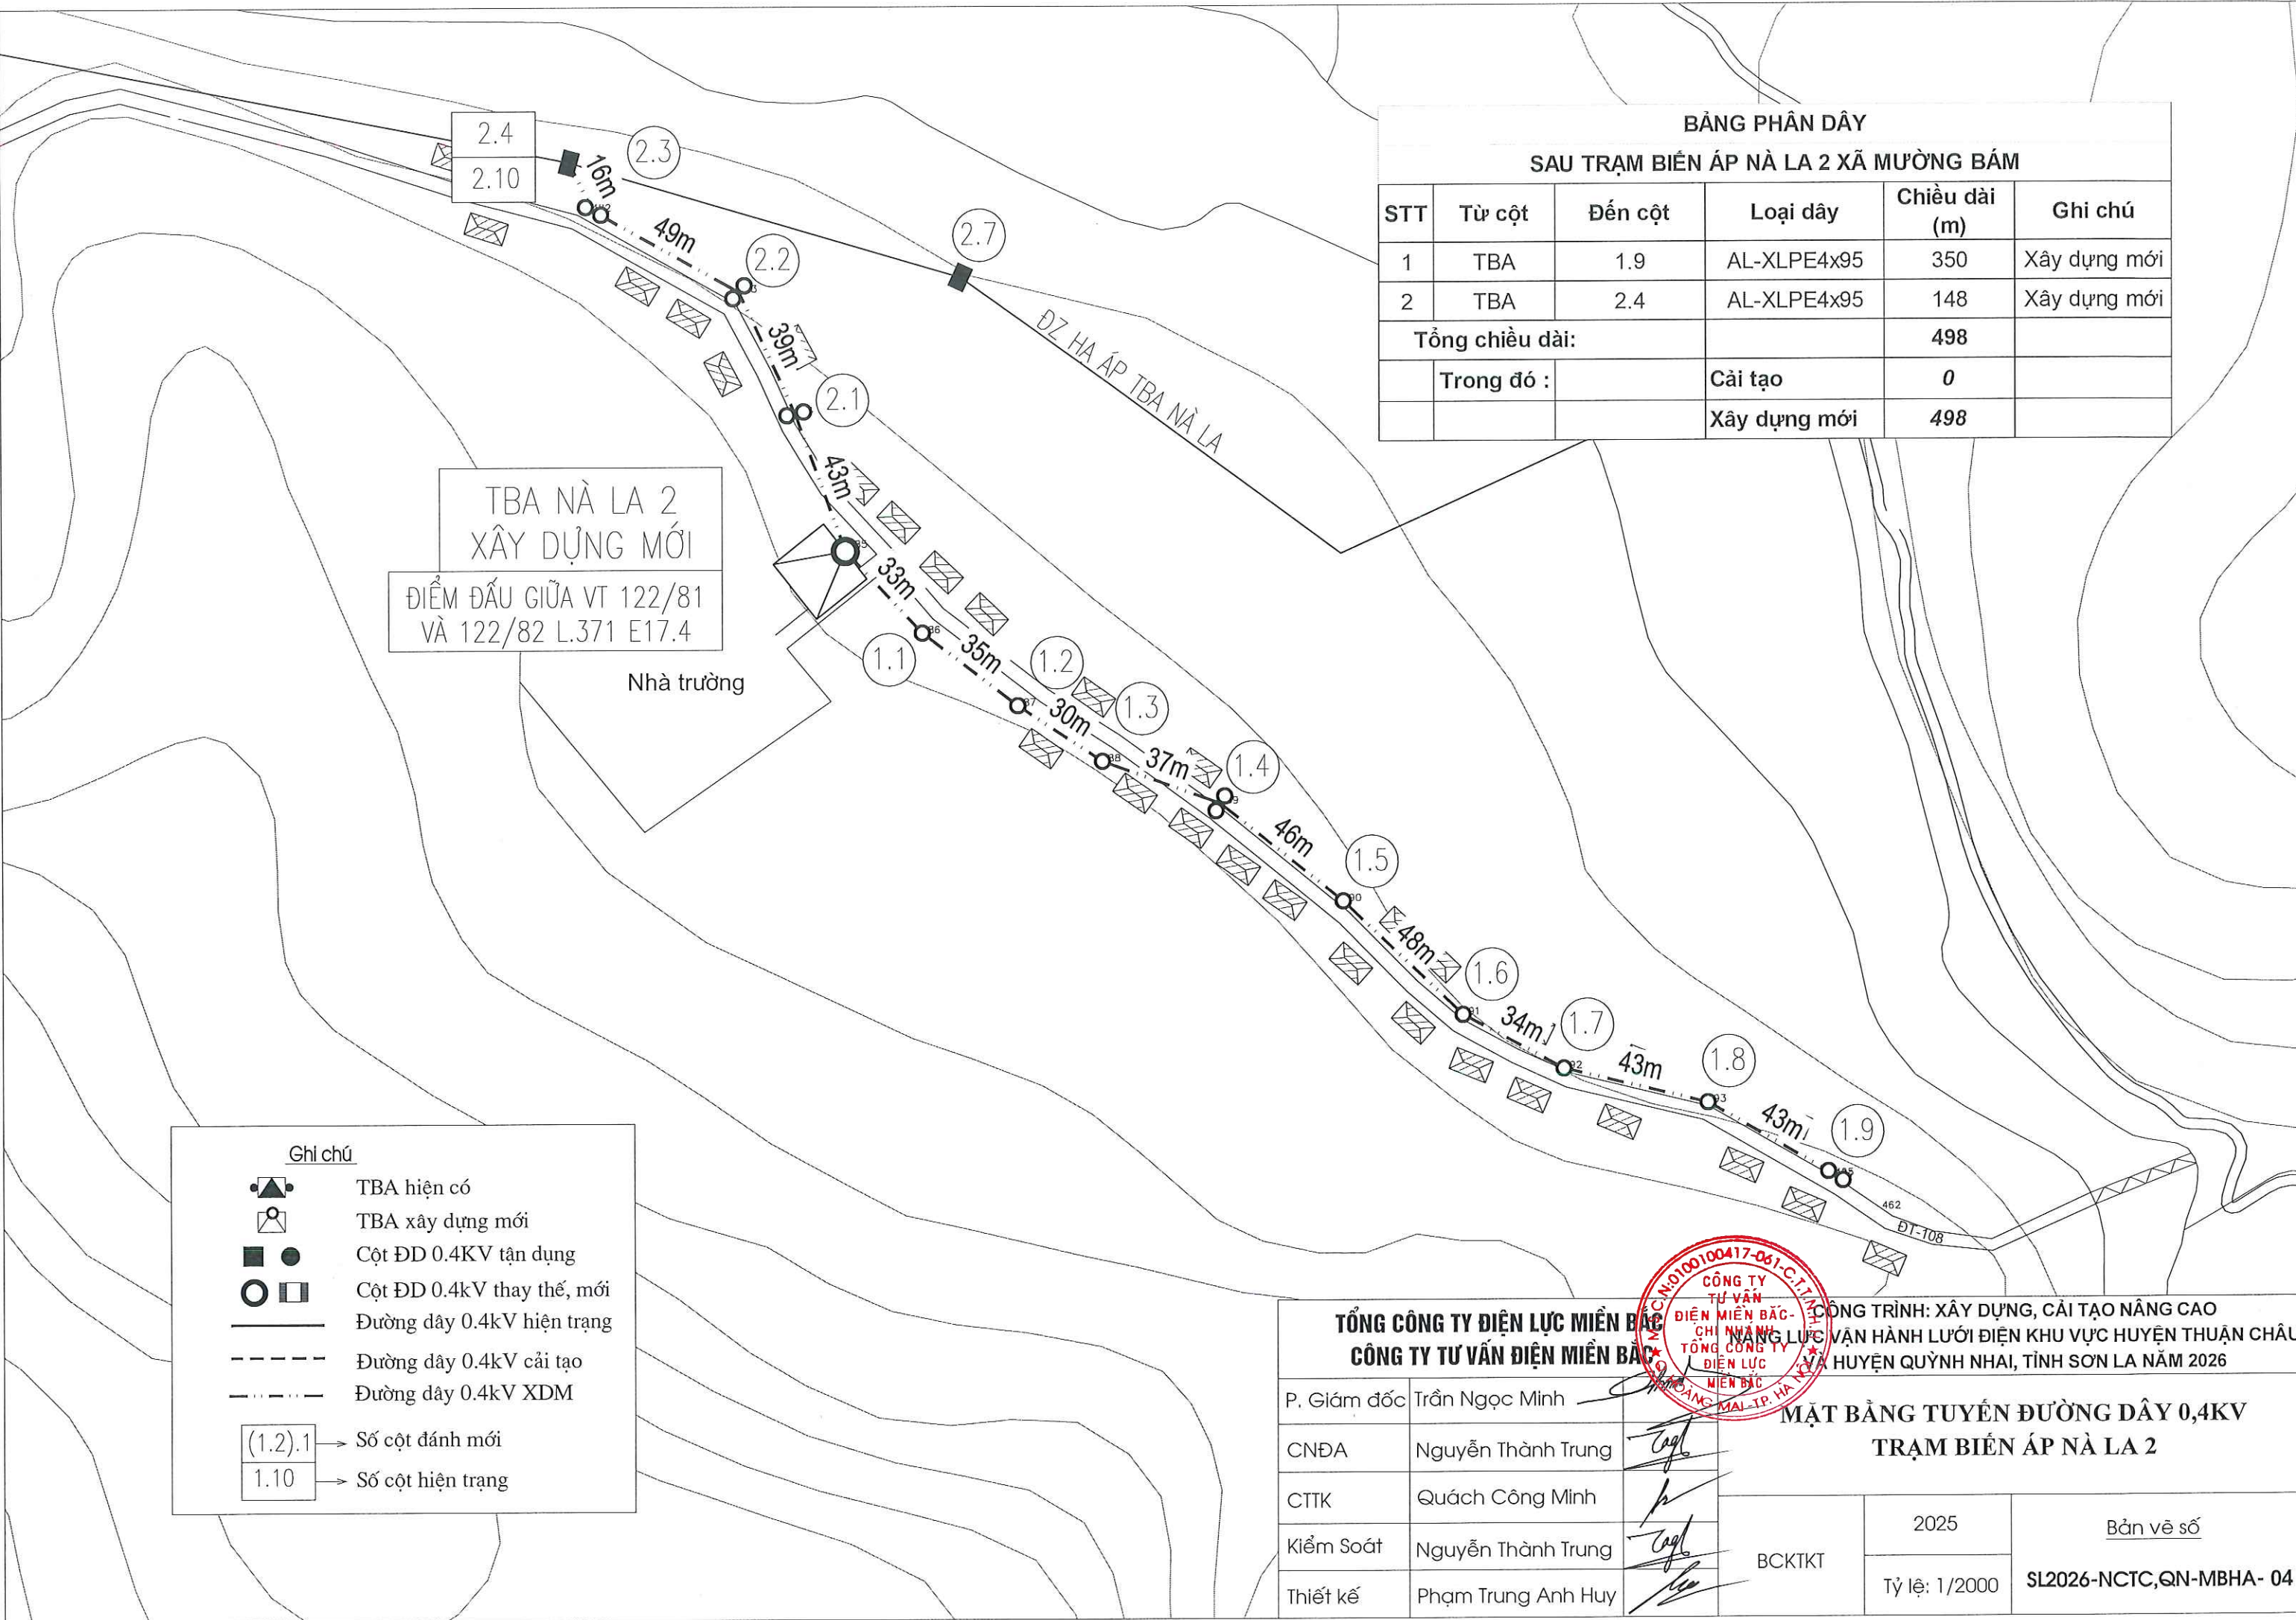 BẢNG PHÂN DÂY
SAU TRẠM BIẾN ÁP NÀ LA 2 XÃ MƯỜNG BÁM
STT Từ cột Đến cột Loại dây Chiều dài (m) Ghi chú
1 TBA 1.9 AL-XLPE4x95 350 Xây dựng mới
2 TBA 2.4 AL-XLPE4x95 148 Xây dựng mới
Tổng chiều dài: 498
Trong đó : Cải tạo 0
Xây dựng mới 498
2.4
2.10
16m
2.3
49m
2.2
2.7
39m
2.1
ĐZ HẠ ÁP TBA NÀ LA
43m
TBA NÀ LA 2
XÂY DỰNG MỚI
ĐIỂM ĐẤU GIỮA VT 122/81
VÀ 122/82 L.371 E17.4
Nhà trường
33m
86
1.1
35m
1.2
87
30m
1.3
88
37m
1.4
46m
1.5
90
48m
1.6
91
34m
1.7
92
43m
1.8
93
43m
1.9
462
ĐT-108
Ghi chú
TBA hiện có
TBA xây dựng mới
Cột ĐD 0.4KV tận dụng
Cột ĐD 0.4kV thay thế, mới
Đường dây 0.4kV hiện trạng
Đường dây 0.4kV cải tạo
Đường dây 0.4kV XDM
(1.2).1 Số cột đánh mới
1.10 Số cột hiện trạng
TỔNG CÔNG TY ĐIỆN LỰC MIỀN BẮC
CÔNG TY TƯ VẤN ĐIỆN MIỀN BẮC
M.S.C.N:0100100417-061-C.T.T.N.H.H
CÔNG TY
TƯ VẤN
ĐIỆN MIỀN BẮC-
CHI NHÁNH
TỔNG CÔNG TY
ĐIỆN LỰC
MIỀN BẮC
Q. HOÀNG MAI-T.P. HÀ NỘI
CÔNG TRÌNH: XÂY DỰNG, CẢI TẠO NÂNG CAO
NĂNG LỰC VẬN HÀNH LƯỚI ĐIỆN KHU VỰC HUYỆN THUẬN CHÂU
VÀ HUYỆN QUỲNH NHAI, TỈNH SƠN LA NĂM 2026
P. Giám đốc Trần Ngọc Minh
CNĐA Nguyễn Thành Trung
CTTK Quách Công Minh
Kiểm Soát Nguyễn Thành Trung
Thiết kế Phạm Trung Anh Huy
MẶT BẰNG TUYẾN ĐƯỜNG DÂY 0,4KV
TRẠM BIẾN ÁP NÀ LA 2
BCKTKT
2025
Tỷ lệ: 1/2000
Bản vẽ số
SL2026-NCTC,QN-MBHA- 04